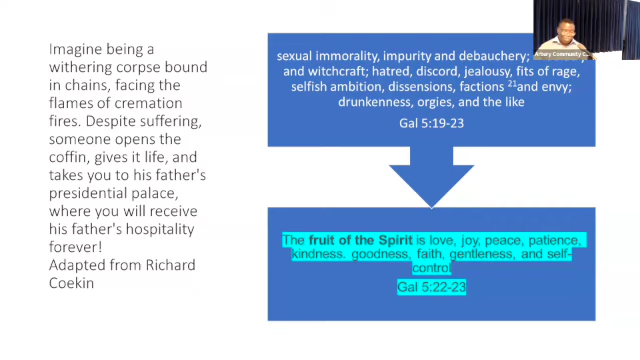 Imagine being a
withering corpse bound
in chains, facing the
flames of cremation
fires. Despite suffering,
someone opens the
coffin, gives it life, and
takes you to his father's
presidential palace,
where you will receive
his father's hospitality
forever!
Adapted from Richard
Coekin
sexual immorality, impurity and debauchery;
and witchcraft; hatred, discord, jealousy, fits of rage,
selfish ambition, dissensions, factions 21and envy;
drunkenness, orgies, and the like
Gal 5:19-23
The fruit of the Spirit is love, joy, peace, patience,
kindness. goodness, faith, gentleness, and self-
control
Gal 5:22-23
Community